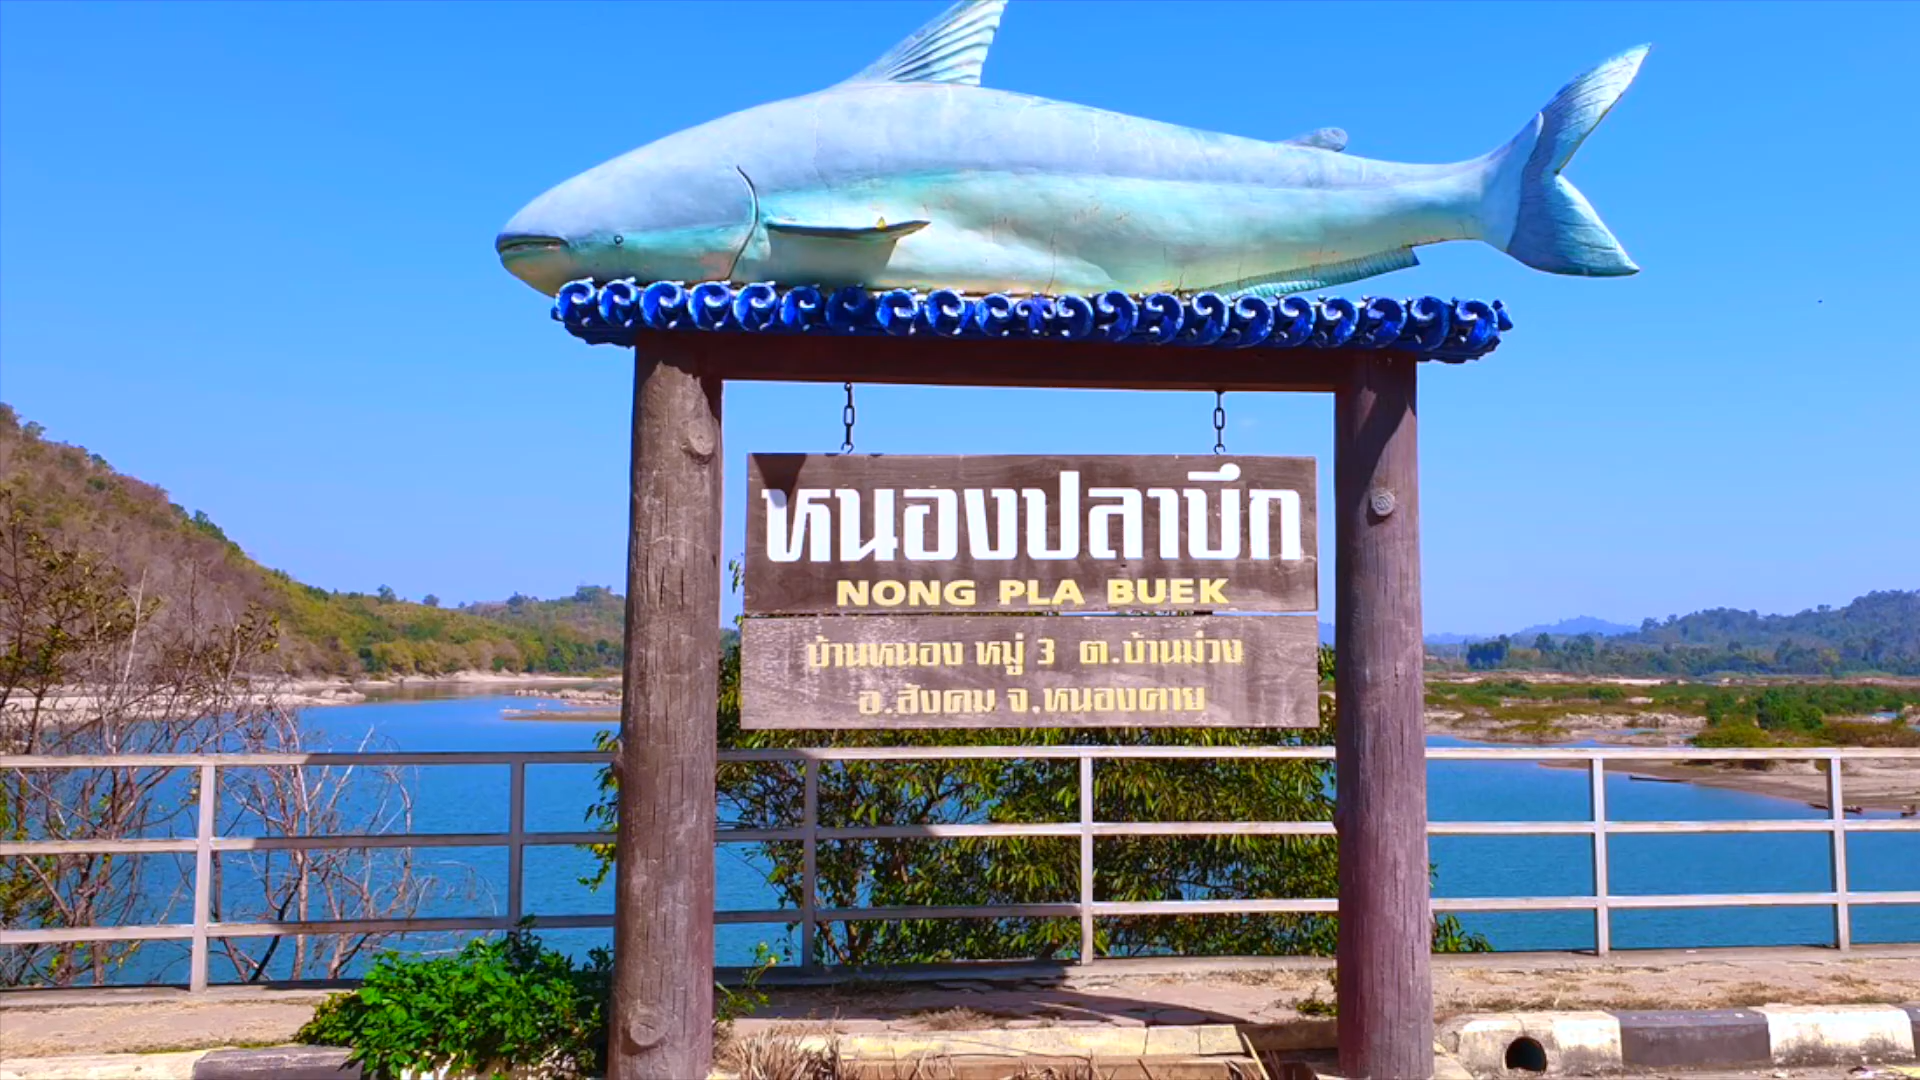 หนองปลาบึก
NONG PLA BUEK
บ้านหนอง หมู่ 3 ต.บ้านม่วง
อ.สังคม จ.หนองคาย